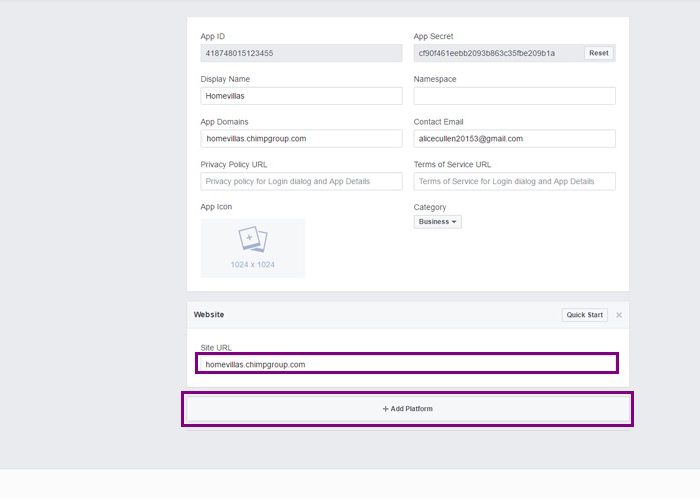 App ID
App Secret
418748015123455
cf90f461eebb2093b863c35fbe209b1a
Reset
Display Name
Namespace
Homevillas
App Domains
Contact Email
homevillas.chimpgroup.com
alicecullen20153@gmail.com
Privacy Policy URL
Terms of Service URL
Privacy policy for Login dialog and App Details
Terms of Service for Login dialog and App Details
App Icon
Category
Business
1024 x 1024
Website
Quick Start
Site URL
homevillas.chimpgroup.com
+ Add Platform